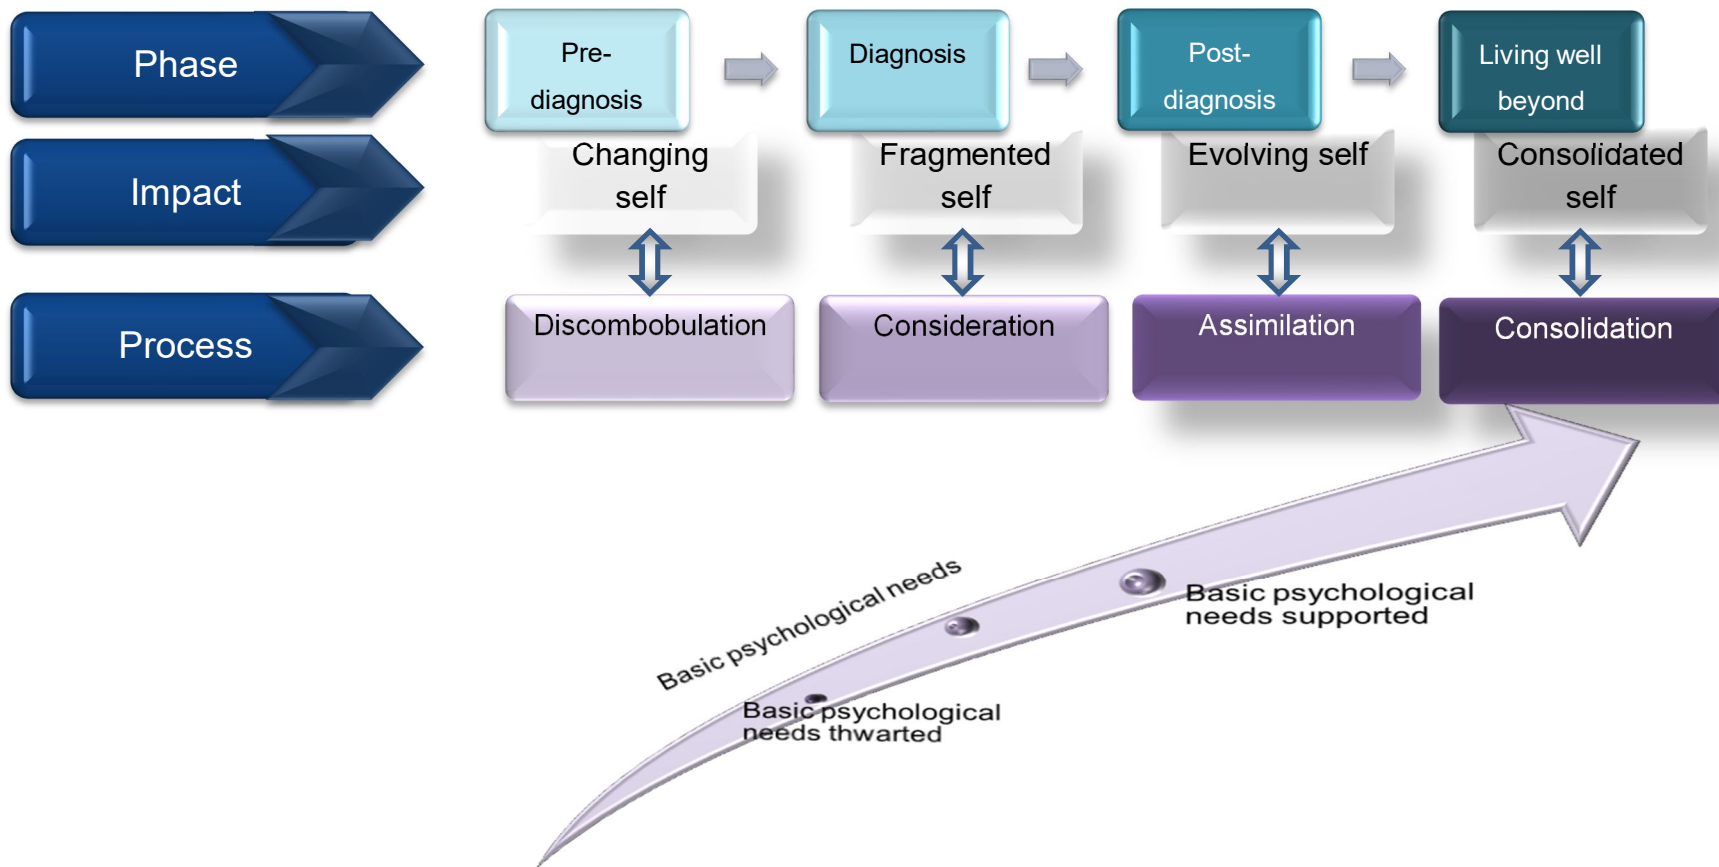 Phase
Pre-
diagnosis
Diagnosis
Post-
diagnosis
Living well
beyond
Impact
Changing
self
Fragmented
self
Evolving self
Consolidated
self
Process
Discombobulation
Consideration
Assimilation
Consolidation
Basic psychological needs
Basic psychological
needs supported
Basic psychological
needs thwarted